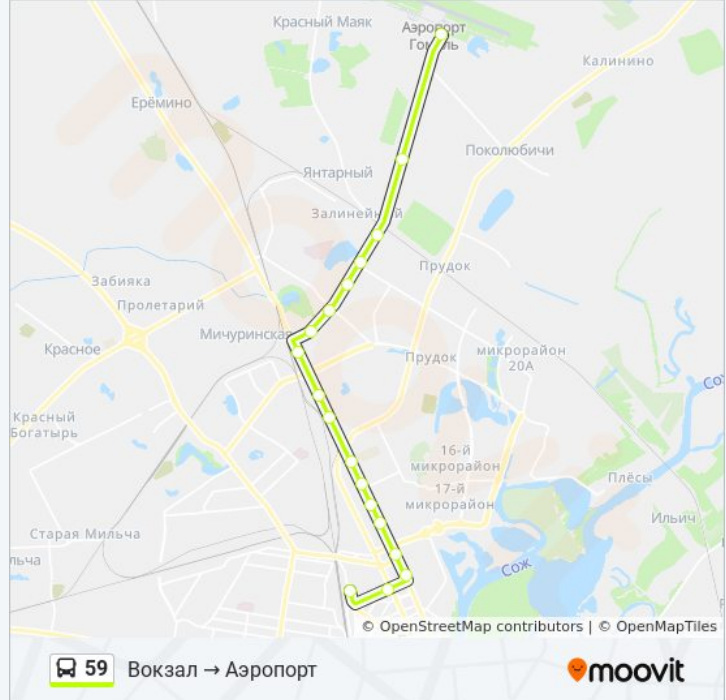 Красный Маяк
Аэропорт
Гомель
Калинино
Ерёмино
Поколюбичи
Янтарный
Залинейный
Прудок
Забияка
Пролетарий
Мичуринская
Красное
Прудок
микрорайон
20А
Со
Красный
Богатырь
16-й
микрорайон
17-й
микрорайон
Плёсы
Ильич
Старая Мильча
льча
Сож
© OpenStreetMap contributors | © OpenMapTiles
59 Вокзал → Аэропорт
moovit